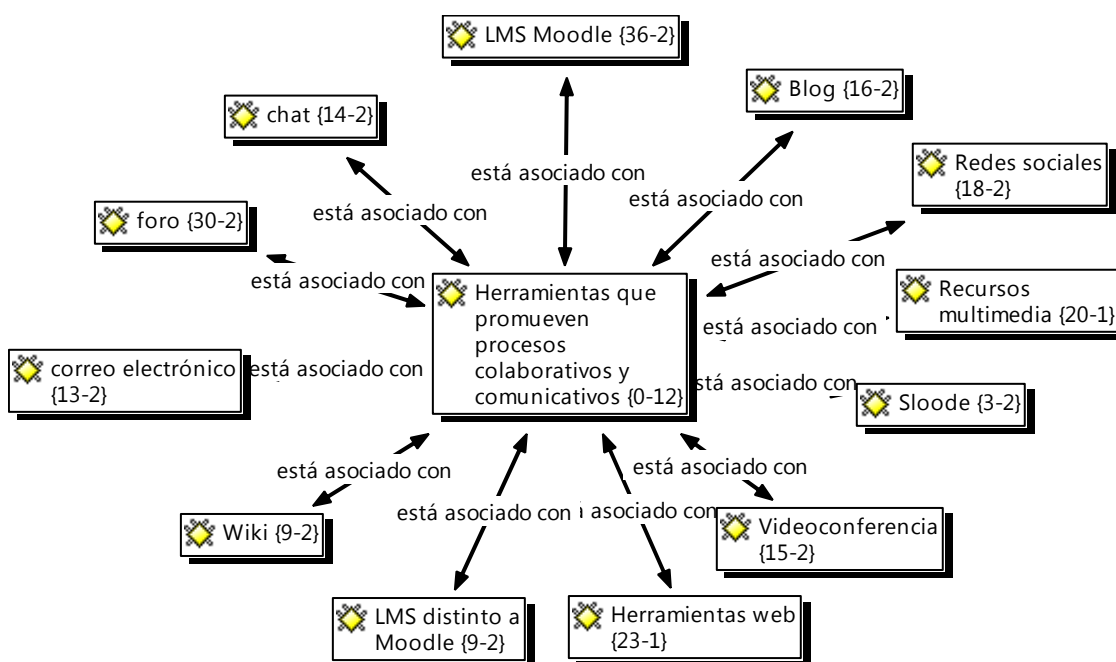 LMS Moodle {36-2}
Blog {16-2}
chat {14-2}
está asociado con
Redes sociales
{18-2}
está asociado con
está asociado con
foro {30-2}
está asociado con
está asociado con
Herramientas que
promueven
procesos
colaborativos y
comunicativos {0-12}
Recursos
multimedia {20-1}
está asociado con
correo electrónico
{13-2}
está asociado con
está asociado con
Sloode {3-2}
está asociado con
está asociado con
está asociado con
asociado con
Wiki {9-2}
Videoconferencia
{15-2}
LMS distinto a
Moodle {9-2}
Herramientas web
{23-1}